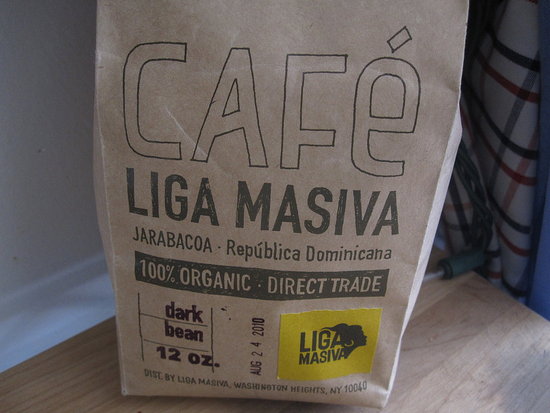 CAFé
LIGA MASIVA
JARABACOA · República Dominicana
100% ORGANIC · DIRECT TRADE
dark
bean
12 oz.
AUG 24 2010
LIGA
MASIVA
DIST. BY LIGA MASIVA, WASHINGTON HEIGHTS, NY 10040